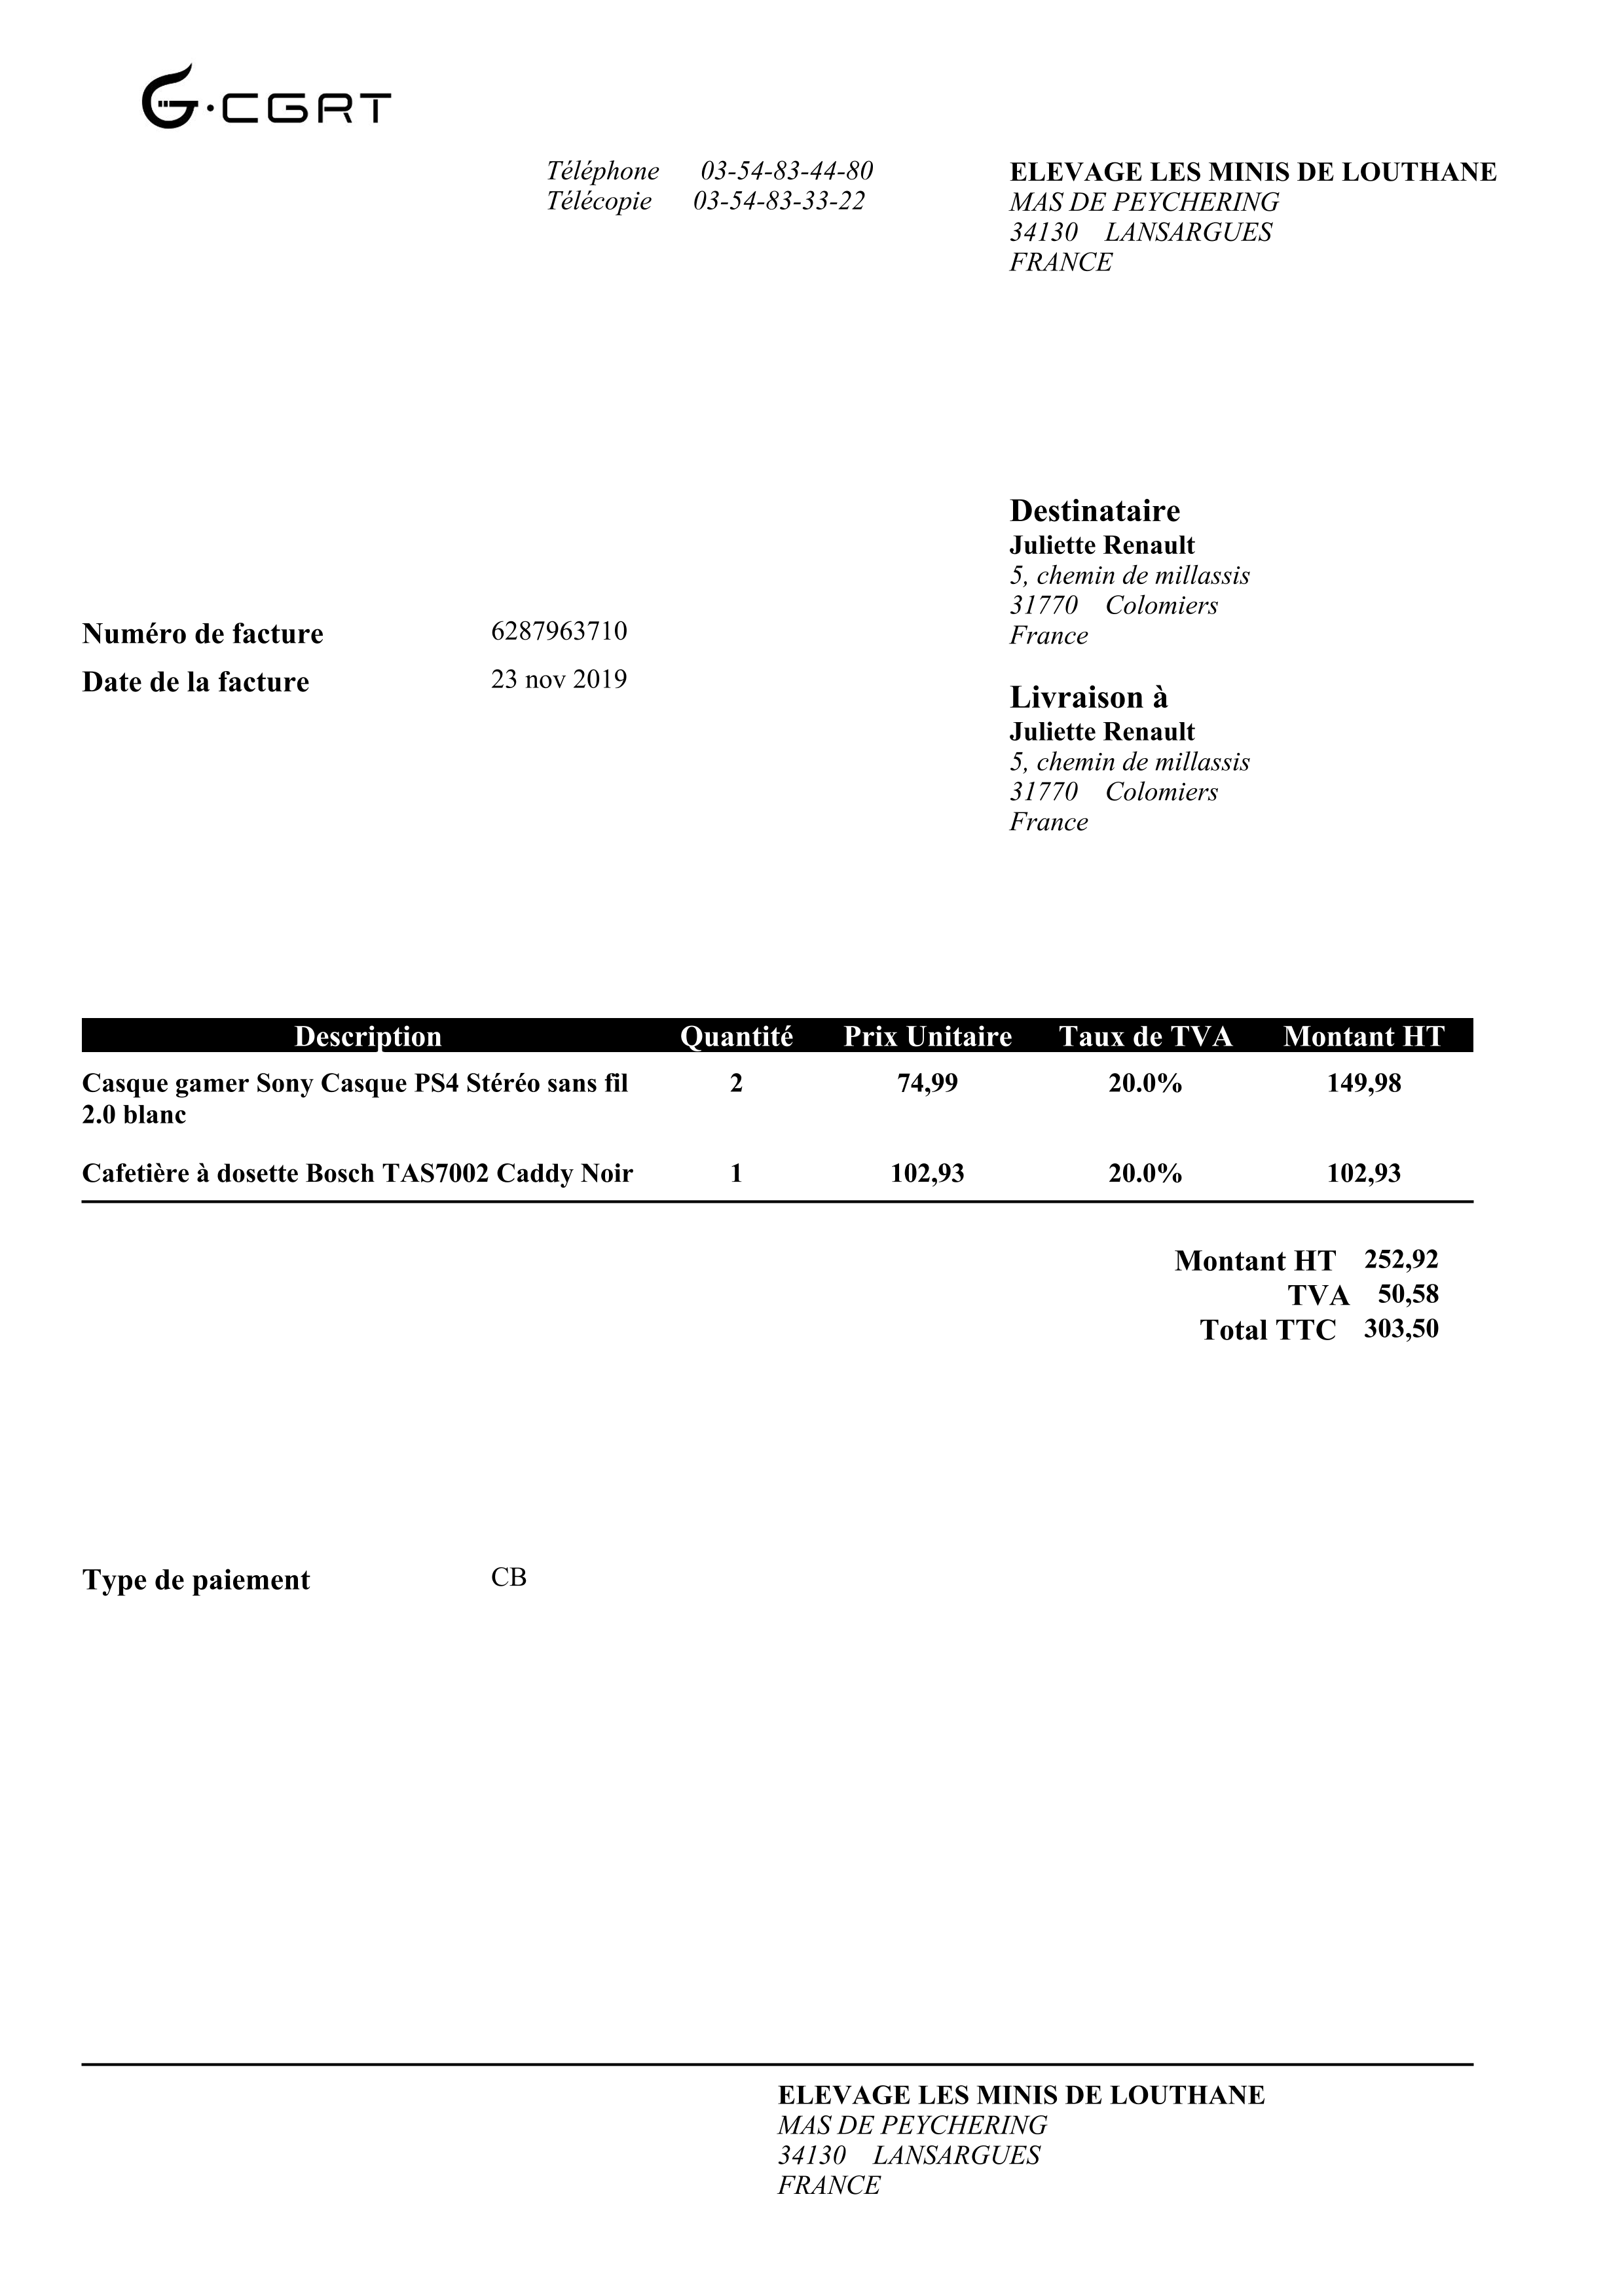 G·CGRT
Téléphone 03-54-83-44-80
Télécopie 03-54-83-33-22
ELEVAGE LES MINIS DE LOUTHANE
MAS DE PEYCHERING
34130 LANSARGUES
FRANCE
Destinataire
Juliette Renault
5, chemin de millassis
31770 Colomiers
France
Numéro de facture 6287963710
Date de la facture 23 nov 2019
Livraison à
Juliette Renault
5, chemin de millassis
31770 Colomiers
France
Description Quantité Prix Unitaire Taux de TVA Montant HT
Casque gamer Sony Casque PS4 Stéréo sans fil 2 74,99 20.0% 149,98
2.0 blanc
Cafetière à dosette Bosch TAS7002 Caddy Noir 1 102,93 20.0% 102,93
Montant HT 252,92
TVA 50,58
Total TTC 303,50
Type de paiement CB
ELEVAGE LES MINIS DE LOUTHANE
MAS DE PEYCHERING
34130 LANSARGUES
FRANCE